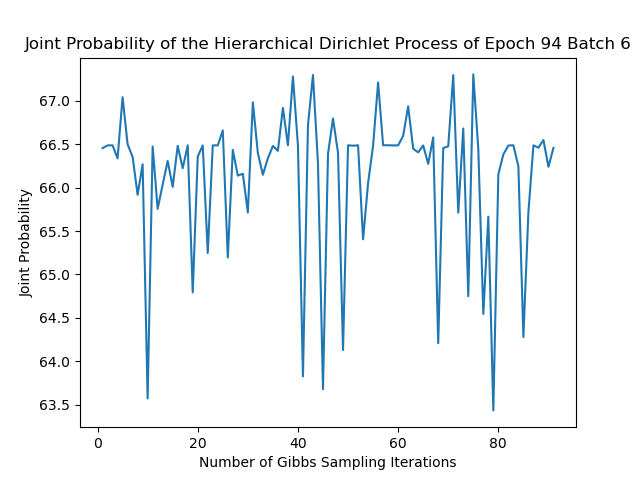 Joint Probability of the Hierarchical Dirichlet Process of Epoch 94 Batch 6
67.0
66.5
66.0
65.5
65.0
64.5
64.0
63.5
Joint Probability
0 20 40 60 80
Number of Gibbs Sampling Iterations